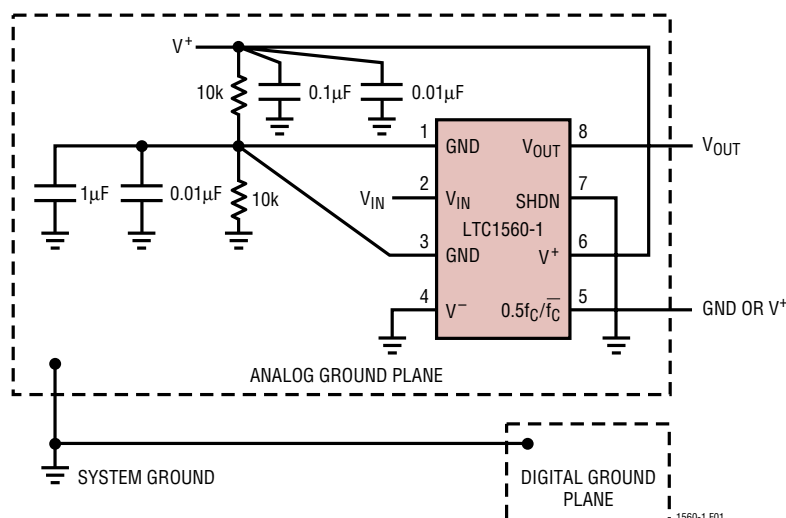 V+
10k
0.1µF
0.01µF
1
GND
VOUT
8
VOUT
1µF
0.01µF
10k
VIN
2
VIN
SHDN
7
LTC1560-1
3
GND
V+
6
4
V−
0.5fC/f̅C̅
5
GND OR V+
ANALOG GROUND PLANE
SYSTEM GROUND
DIGITAL GROUND
PLANE
1560-1 F01